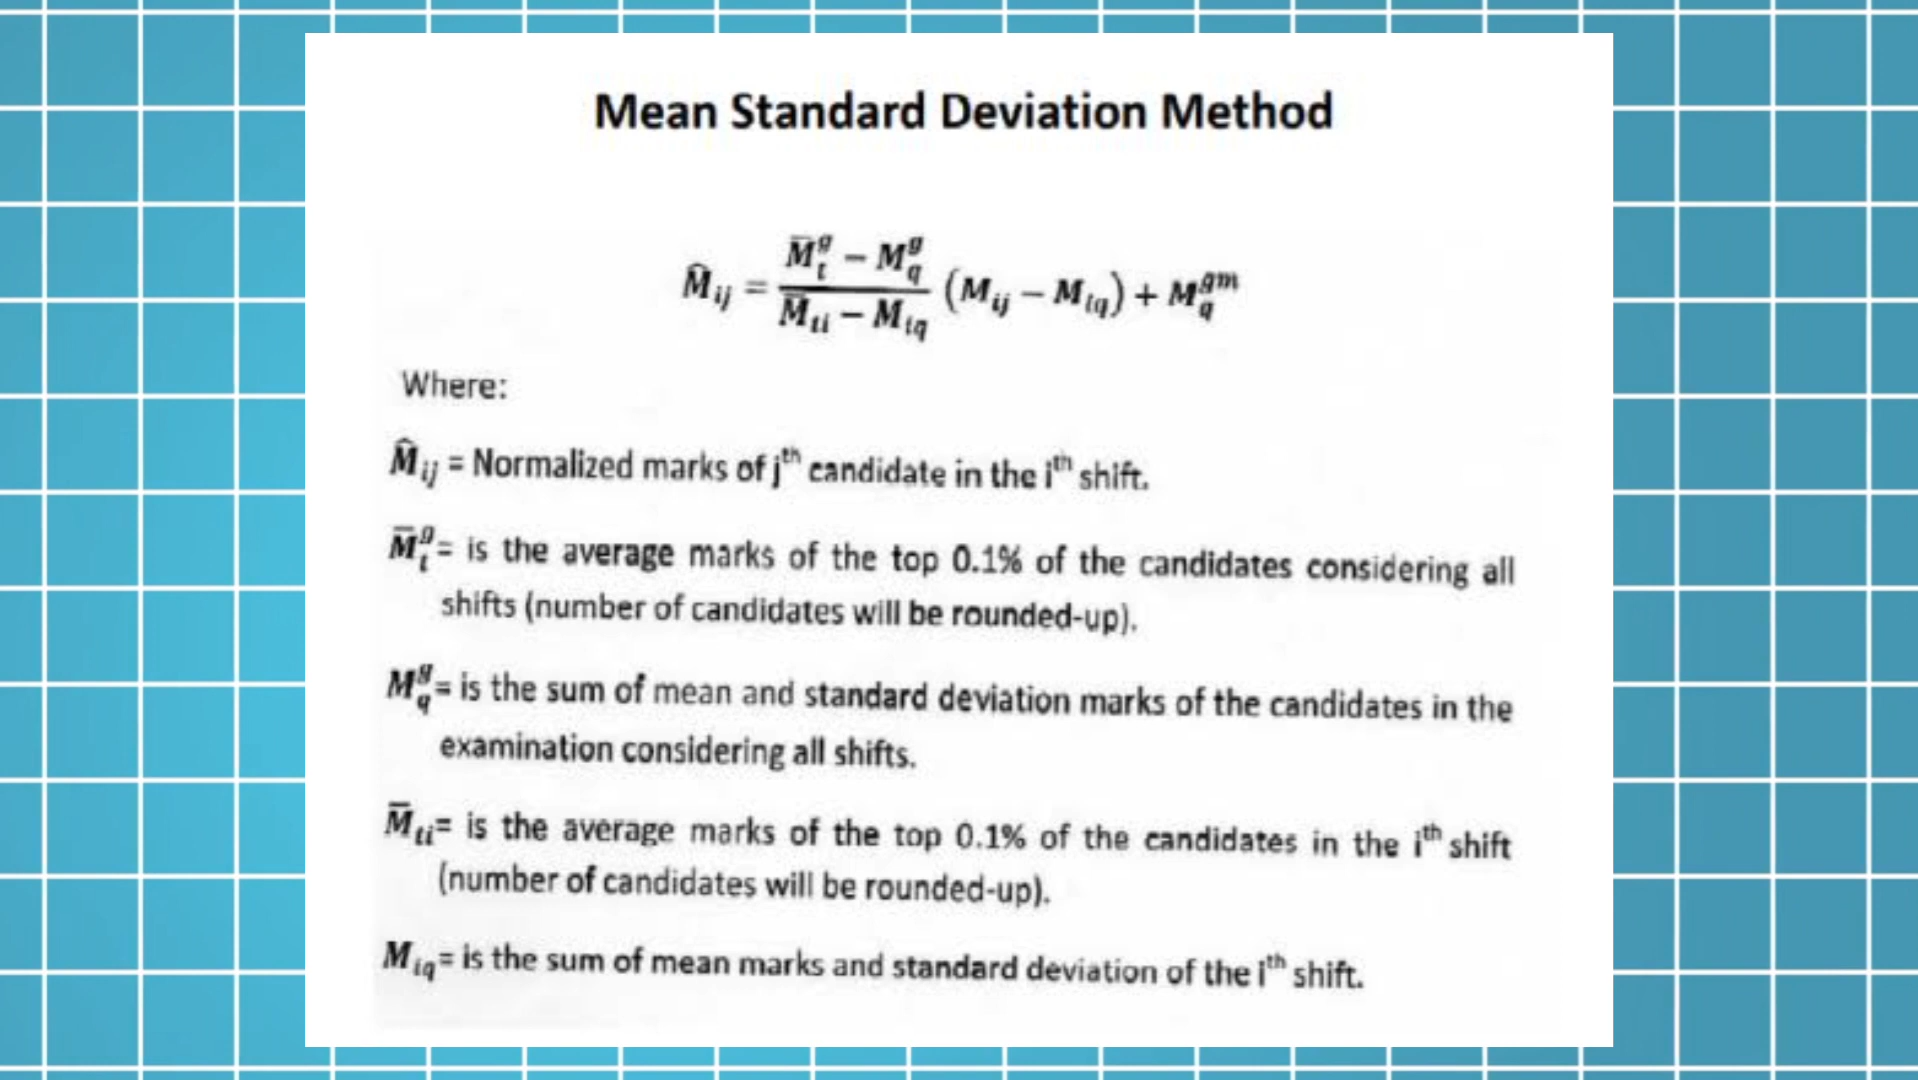 Mean Standard Deviation Method
M̂ij = (M̄tᵍ − Mqᵍ) / (M̄ti − Miq) (Mij − Miq) + Mqᵍᵐ
Where:
M̂ij = Normalized marks of jᵗʰ candidate in the iᵗʰ shift.
M̄tᵍ= is the average marks of the top 0.1% of the candidates considering all
shifts (number of candidates will be rounded-up).
Mqᵍ= is the sum of mean and standard deviation marks of the candidates in the
examination considering all shifts.
M̄ti= is the average marks of the top 0.1% of the candidates in the iᵗʰ shift
(number of candidates will be rounded-up).
Miq= is the sum of mean marks and standard deviation of the iᵗʰ shift.